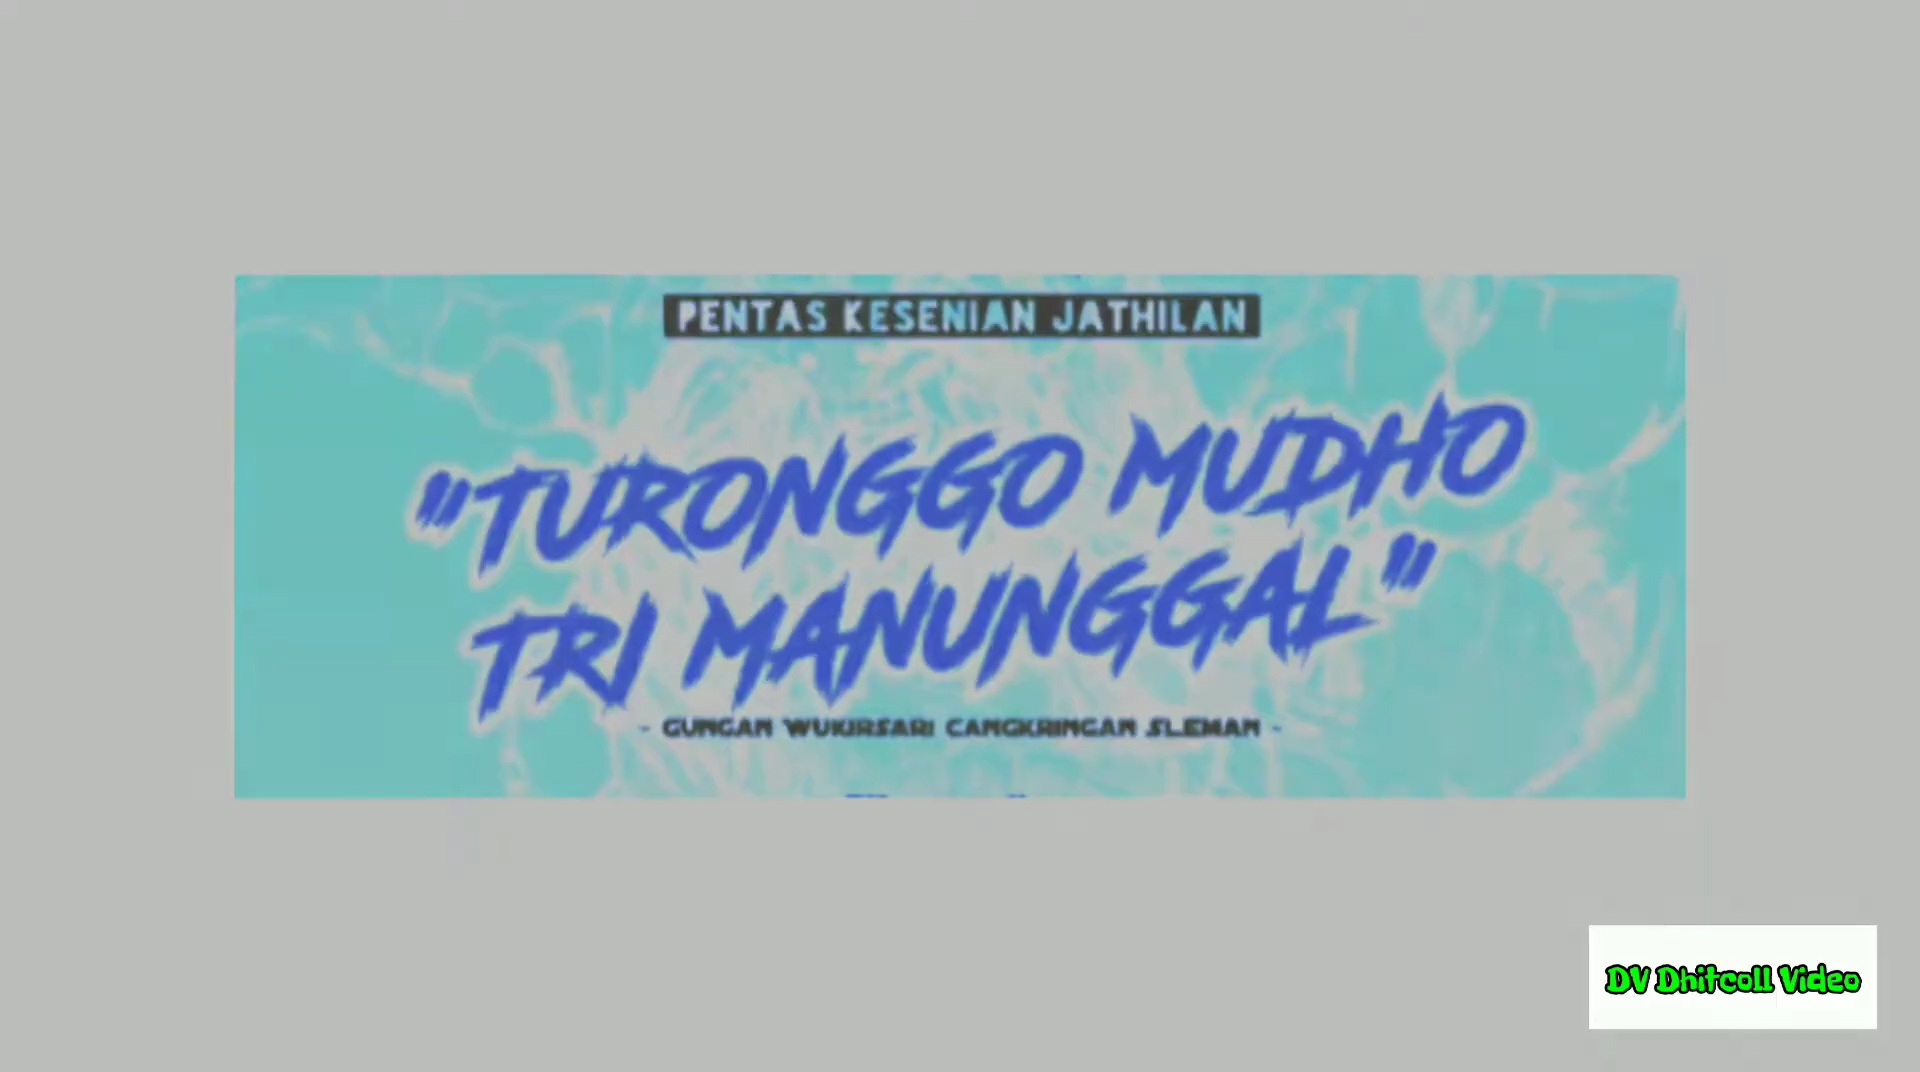 PENTAS KESENIAN JATHILAN
"TURONGGO MUDHO
TRI MANUNGGAL"
- GUNGAN WUKIRSARI CANGKRINGAN SLEMAN -
DV Dhitcoll Video